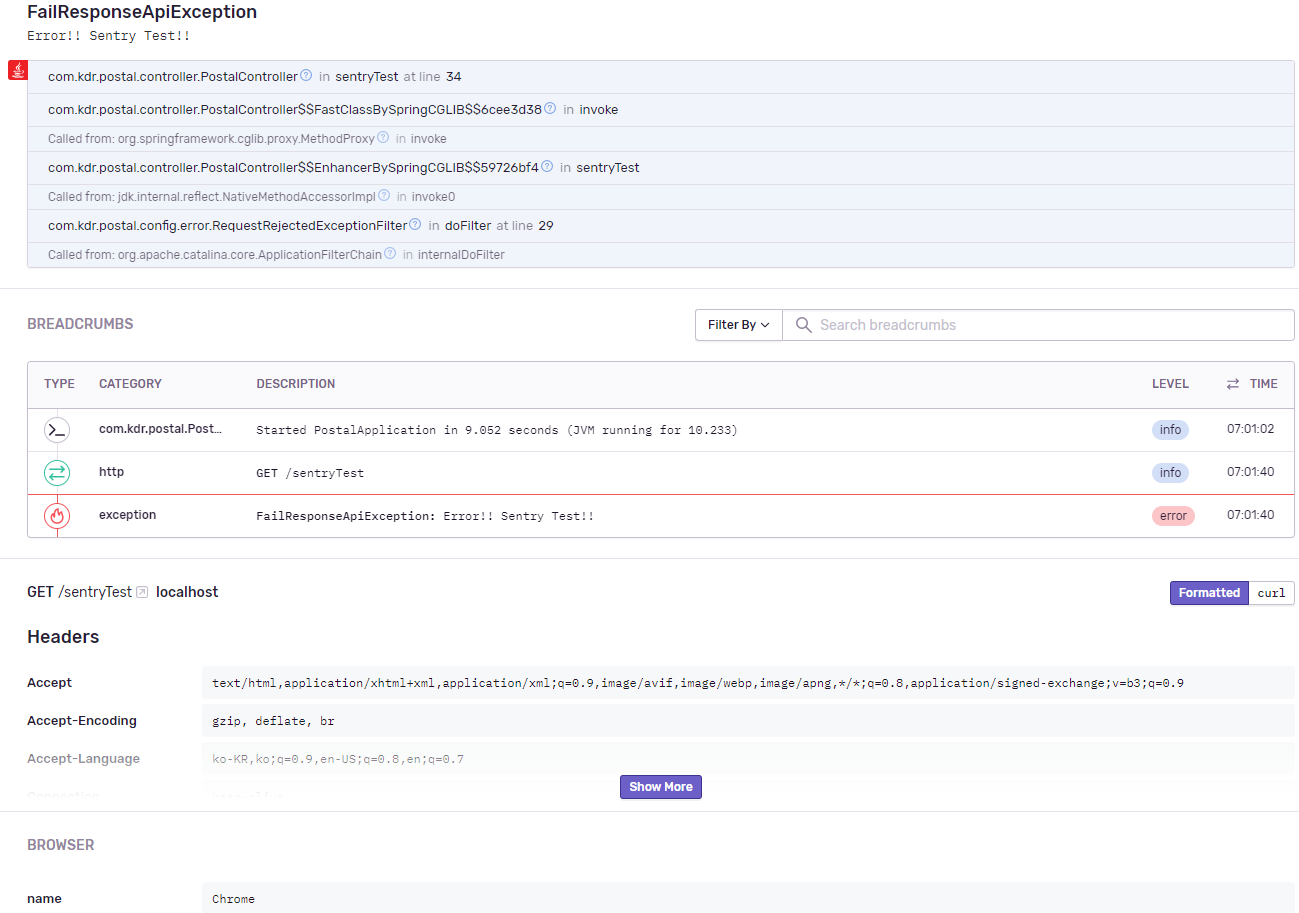 FailResponseApiException
Error!! Sentry Test!!
com.kdr.postal.controller.PostalController ? in sentryTest at line 34
com.kdr.postal.controller.PostalController$$FastClassBySpringCGLIB$$6cee3d38 ? in invoke
Called from: org.springframework.cglib.proxy.MethodProxy ? in invoke
com.kdr.postal.controller.PostalController$$EnhancerBySpringCGLIB$$59726bf4 ? in sentryTest
Called from: jdk.internal.reflect.NativeMethodAccessorImpl ? in invoke0
com.kdr.postal.config.error.RequestRejectedExceptionFilter ? in doFilter at line 29
Called from: org.apache.catalina.core.ApplicationFilterChain ? in internalDoFilter
BREADCRUMBS Filter By Search breadcrumbs
TYPE CATEGORY DESCRIPTION LEVEL TIME
com.kdr.postal.Post... Started PostalApplication in 9.052 seconds (JVM running for 10.233) info 07:01:02
http GET /sentryTest info 07:01:40
exception FailResponseApiException: Error!! Sentry Test!! error 07:01:40
GET /sentryTest localhost Formatted curl
Headers
Accept text/html,application/xhtml+xml,application/xml;q=0.9,image/avif,image/webp,image/apng,*/*;q=0.8,application/signed-exchange;v=b3;q=0.9
Accept-Encoding gzip, deflate, br
Accept-Language ko-KR,ko;q=0.9,en-US;q=0.8,en;q=0.7
Show More
BROWSER
name Chrome